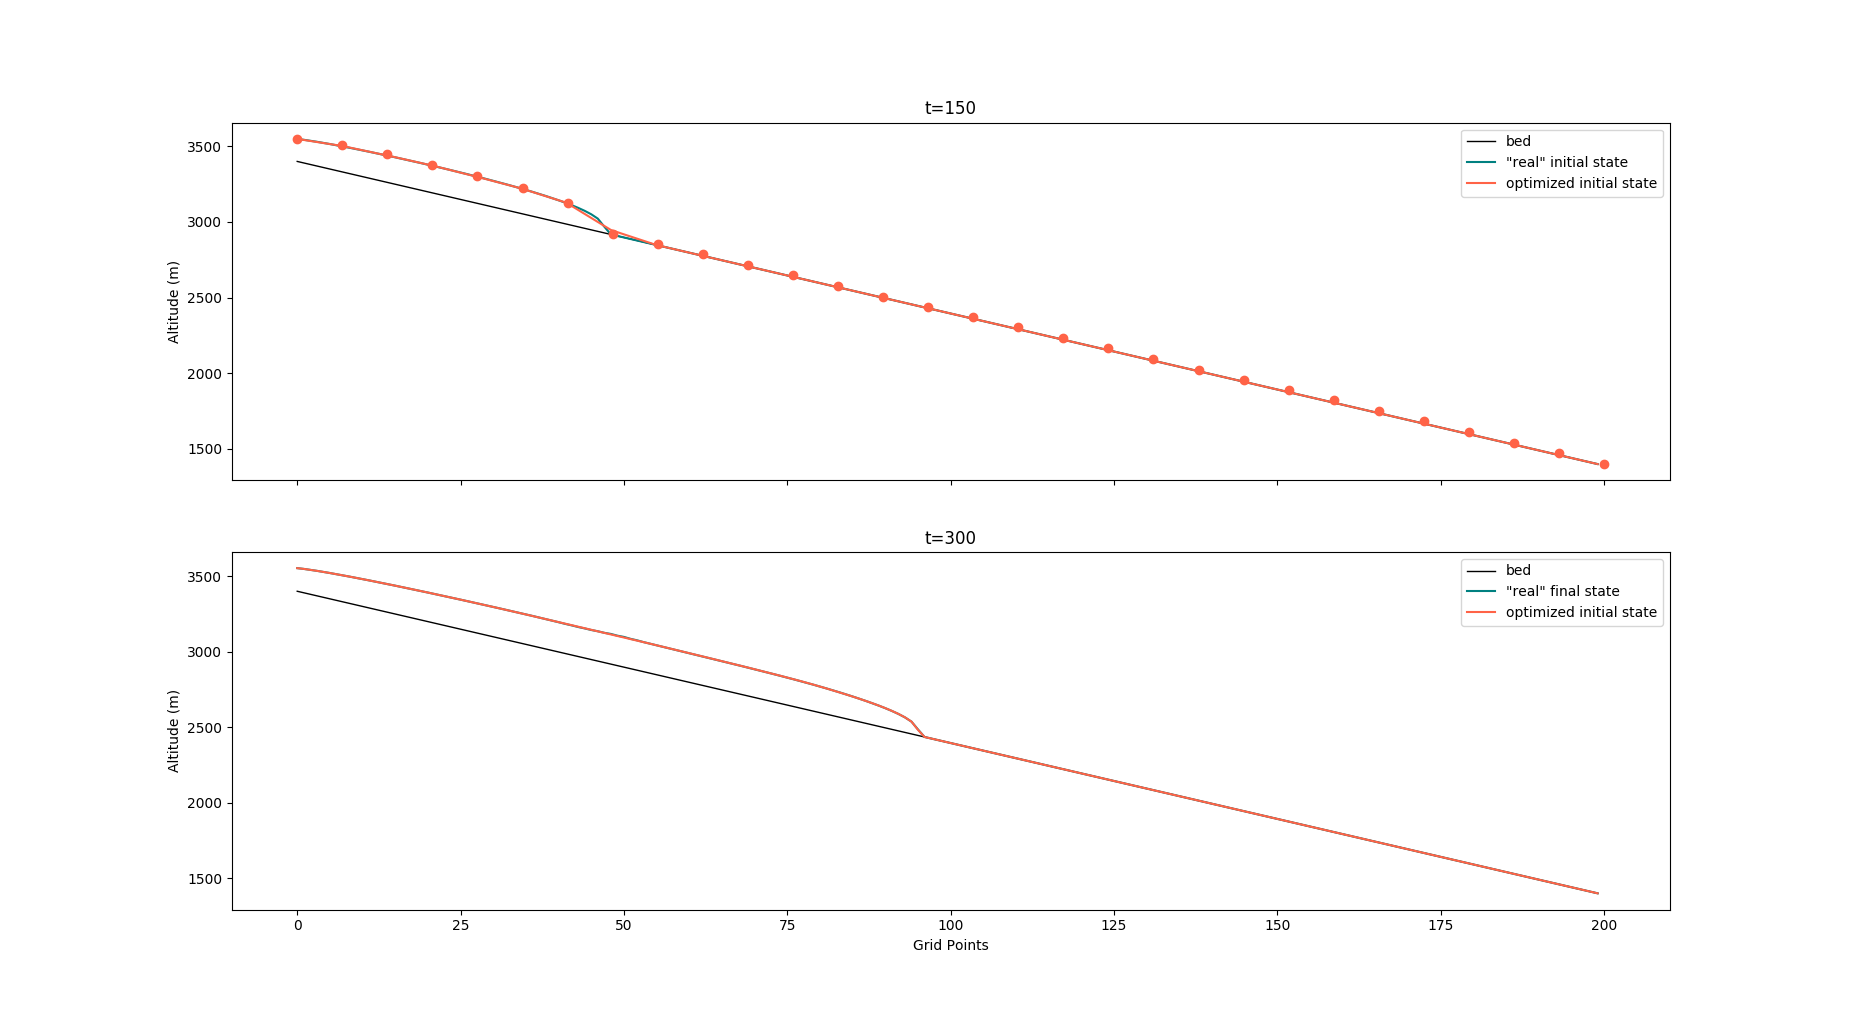 t=150
3500
3000
2500
2000
1500
Altitude (m)
bed
"real" initial state
optimized initial state
t=300
3500
3000
2500
2000
1500
Altitude (m)
bed
"real" final state
optimized initial state
0 25 50 75 100 125 150 175 200
Grid Points